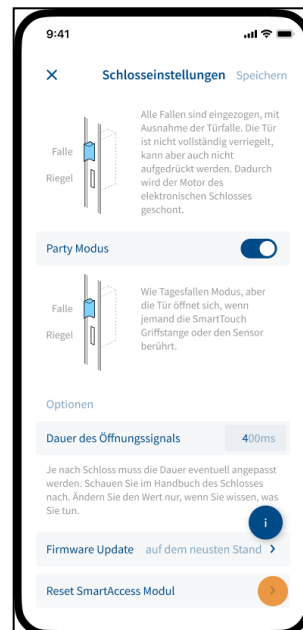 9:41
Schlosseinstellungen Speichern
Alle Fallen sind eingezogen, mit
Ausnahme der Türfalle. Die Tür
ist nicht vollständig verriegelt,
kann aber auch nicht
aufgedrückt werden. Dadurch
wird der Motor des
elektronischen Schlosses
geschont.
Falle
Riegel
Party Modus
Wie Tagesfallen Modus, aber
die Tür öffnet sich, wenn
jemand die SmartTouch
Griffstange oder den Sensor
berührt.
Falle
Riegel
Optionen
Dauer des Öffnungssignals 400ms
Je nach Schloss muss die Dauer eventuell angepasst
werden. Schauen Sie im Handbuch des Schlosses
nach. Ändern Sie den Wert nur, wenn Sie wissen, was
Sie tun.
i
Firmware Update auf dem neusten Stand
Reset SmartAccess Modul